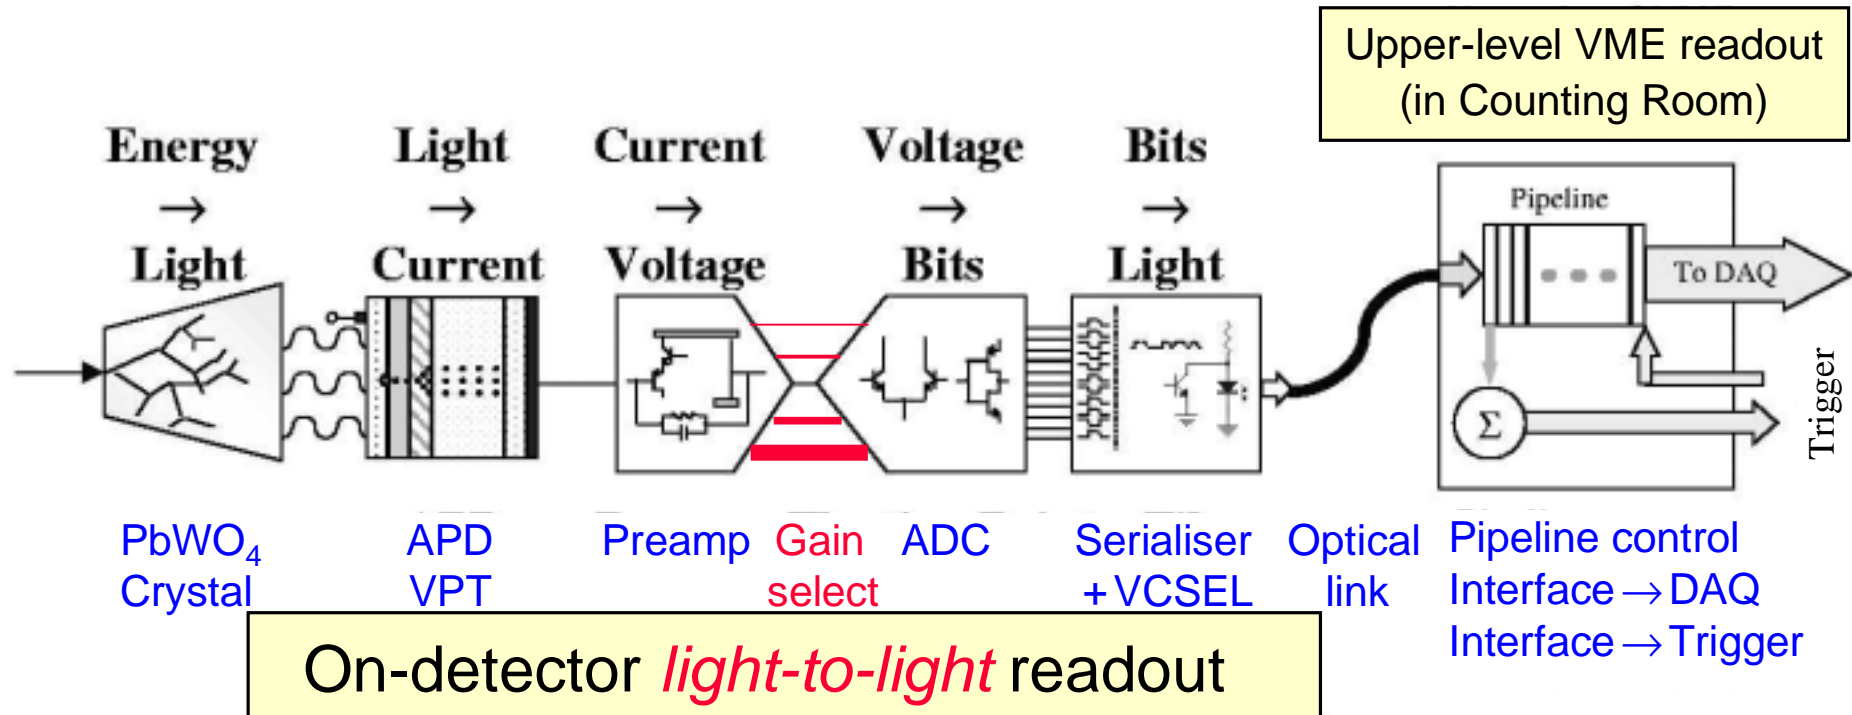 Upper-level VME readout
(in Counting Room)
Energy
→
Light
Light
→
Current
Current
→
Voltage
Voltage
→
Bits
Bits
→
Light
Pipeline
To DAQ
Σ
Trigger
PbWO4
Crystal
APD
VPT
Preamp
Gain
select
ADC
Serialiser
+ VCSEL
Optical
link
Pipeline control
Interface → DAQ
Interface → Trigger
On-detector light-to-light readout